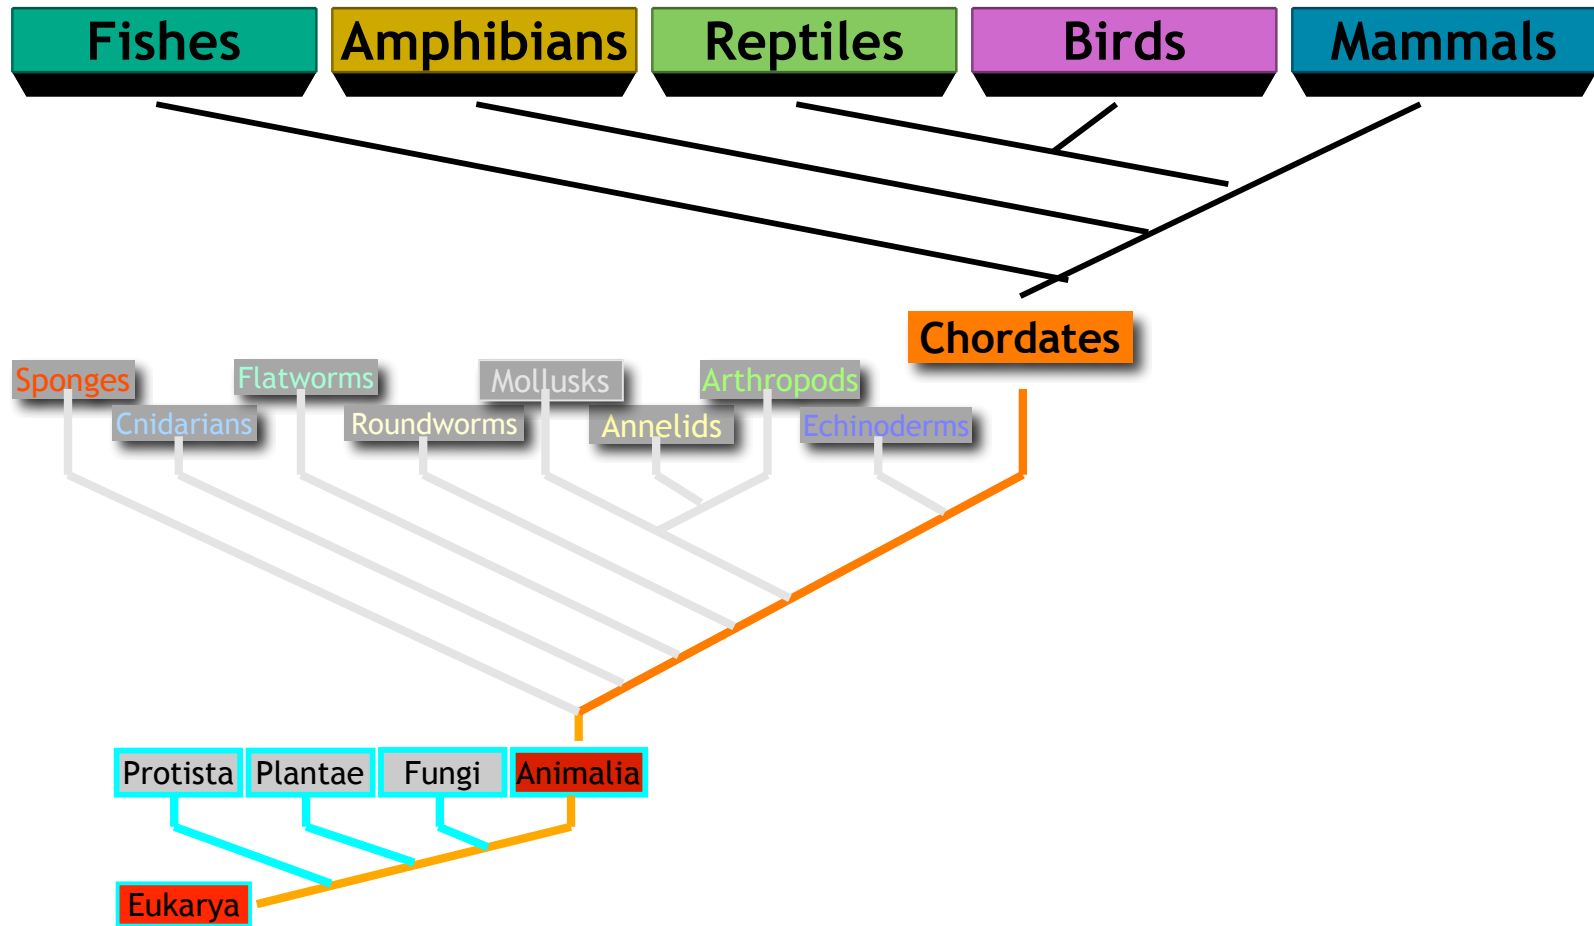 Fishes
Amphibians
Reptiles
Birds
Mammals
Chordates
Sponges
Flatworms
Mollusks
Arthropods
Cnidarians
Roundworms
Annelids
Echinoderms
Protista
Plantae
Fungi
Animalia
Eukarya